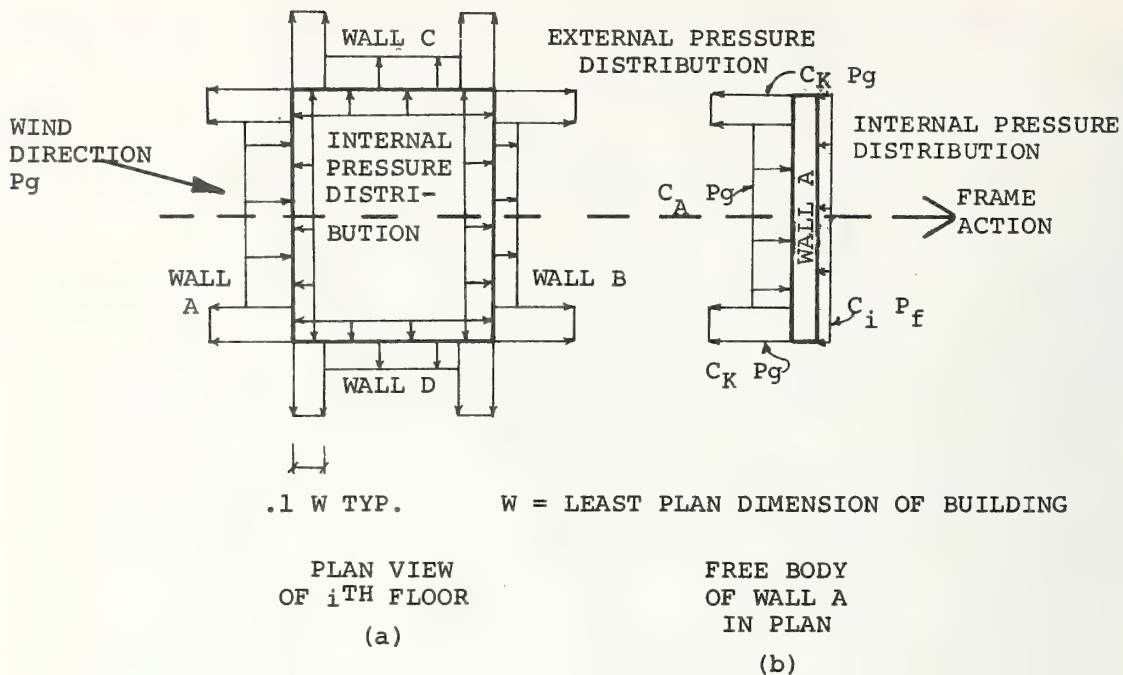 WALL C
EXTERNAL PRESSURE
DISTRIBUTION
C_K Pg
WIND
DIRECTION
Pg
INTERNAL
PRESSURE
DISTRI-
BUTION
INTERNAL PRESSURE
DISTRIBUTION
C_A Pg
WALL A
FRAME
ACTION
WALL
A
WALL B
C_i P_f
WALL D
C_K Pg
.1 W TYP.
W = LEAST PLAN DIMENSION OF BUILDING
PLAN VIEW
OF iTH FLOOR
(a)
FREE BODY
OF WALL A
IN PLAN
(b)